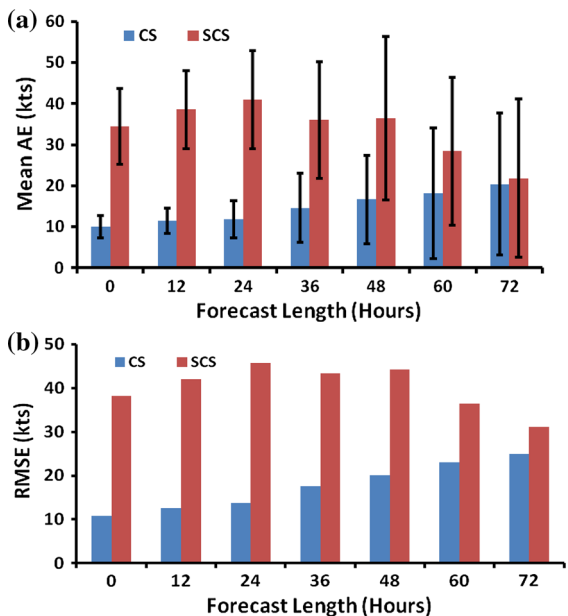 (a)
60
CS SCS
50
40
30
20
10
0
Mean AE (kts)
0 12 24 36 48 60 72
Forecast Length (Hours)
(b)
50
CS SCS
40
30
20
10
0
RMSE (kts)
0 12 24 36 48 60 72
Forecast Length (Hours)